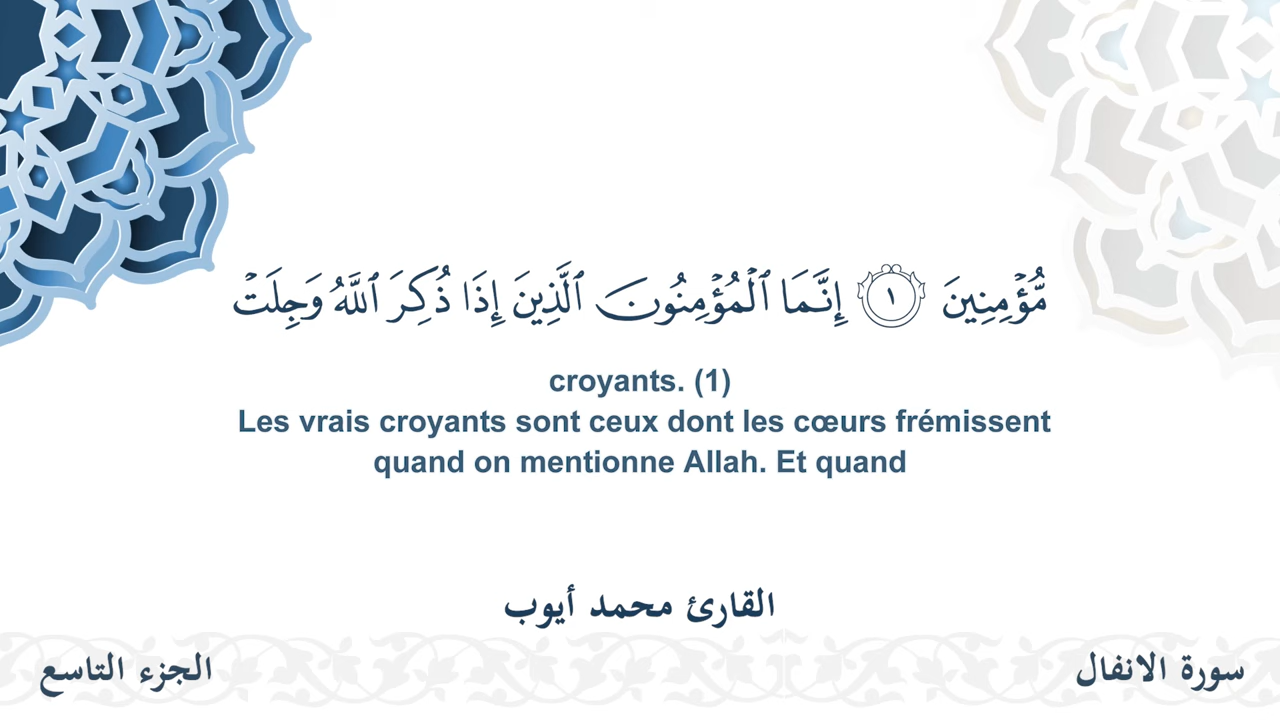 مُّؤۡمِنِينَ ١ إِنَّمَا ٱلۡمُؤۡمِنُونَ ٱلَّذِينَ إِذَا ذُكِرَ ٱللَّهُ وَجِلَتۡ
croyants. (1)
Les vrais croyants sont ceux dont les cœurs frémissent
quand on mentionne Allah. Et quand
القارئ محمد أيوب
سورة الانفال
الجزء التاسع